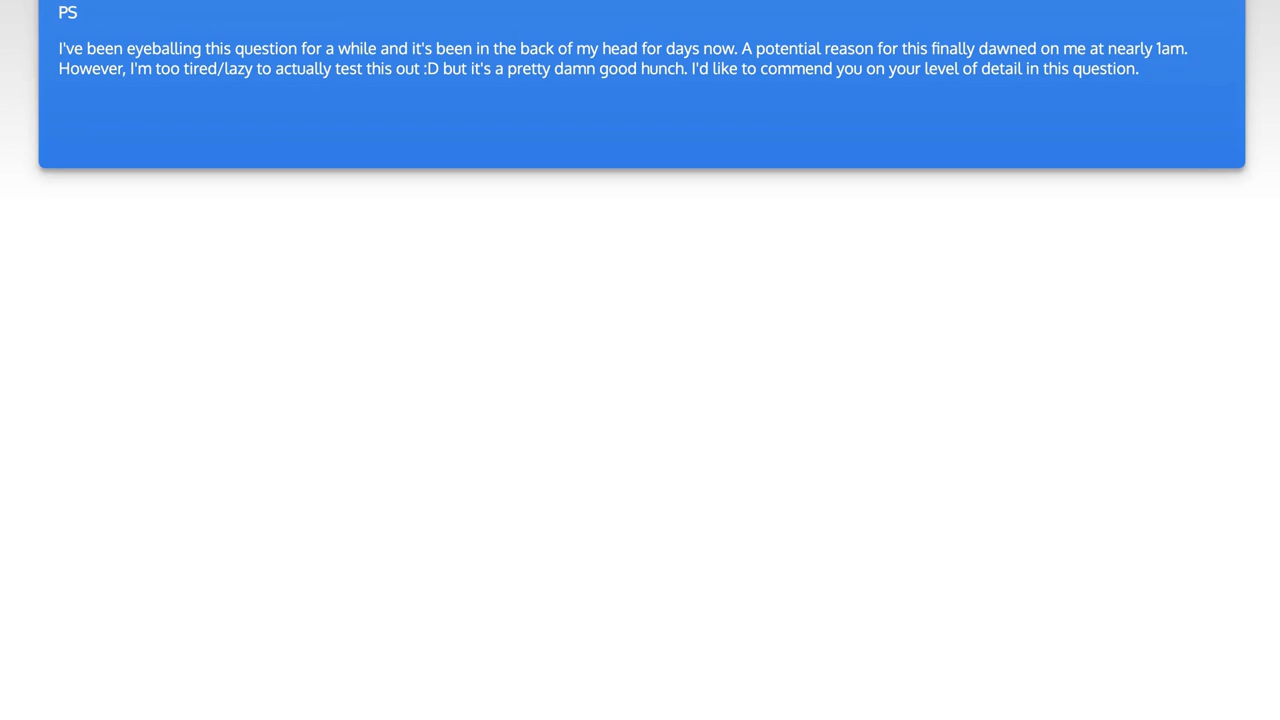 PS
I've been eyeballing this question for a while and it's been in the back of my head for days now. A potential reason for this finally dawned on me at nearly 1am.
However, I'm too tired/lazy to actually test this out :D but it's a pretty damn good hunch. I'd like to commend you on your level of detail in this question.